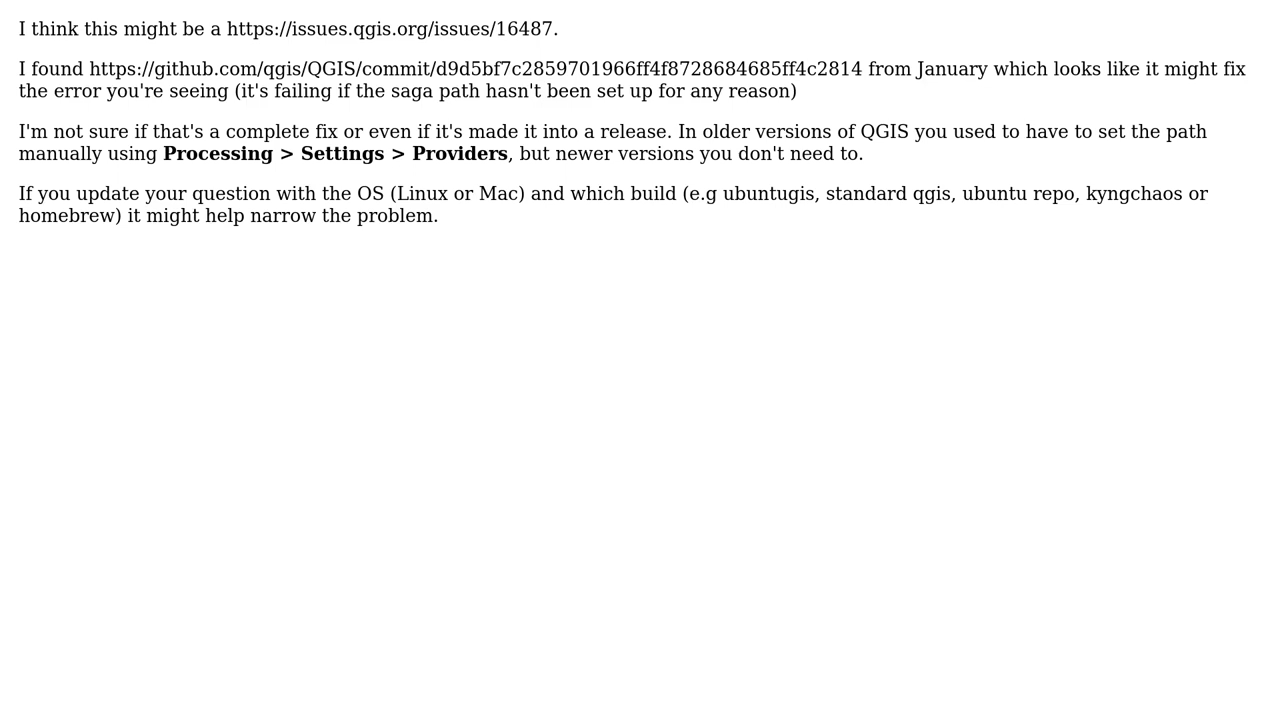 I think this might be a https://issues.qgis.org/issues/16487.
I found https://github.com/qgis/QGIS/commit/d9d5bf7c2859701966ff4f8728684685ff4c2814 from January which looks like it might fix
the error you're seeing (it's failing if the saga path hasn't been set up for any reason)
I'm not sure if that's a complete fix or even if it's made it into a release. In older versions of QGIS you used to have to set the path
manually using Processing > Settings > Providers, but newer versions you don't need to.
If you update your question with the OS (Linux or Mac) and which build (e.g ubuntugis, standard qgis, ubuntu repo, kyngchaos or
homebrew) it might help narrow the problem.